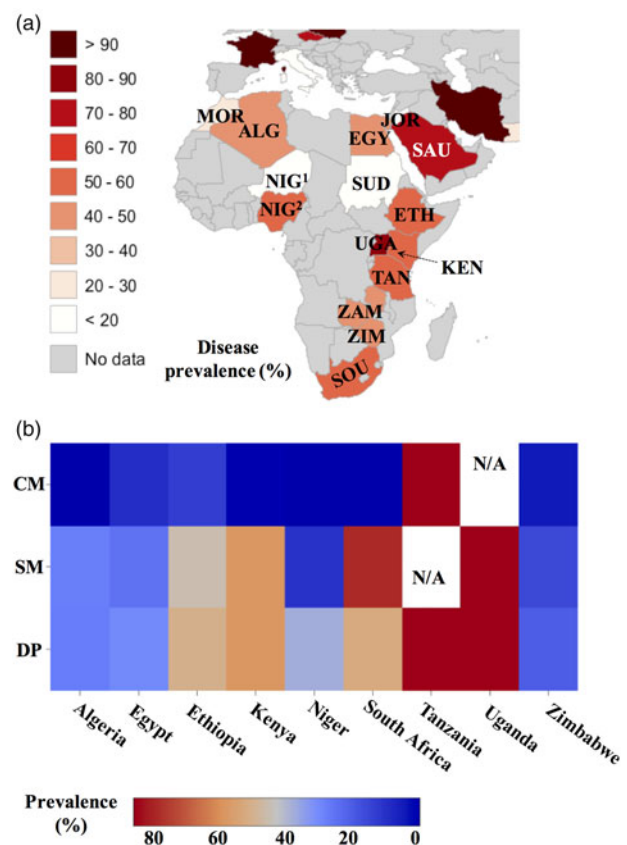 (a)
> 90
80 - 90
70 - 80
60 - 70
50 - 60
40 - 50
30 - 40
20 - 30
< 20
No data
Disease
prevalence (%)
MOR
ALG
EGY
JOR
SAU
NIG¹
SUD
NIG²
ETH
UGA
KEN
TAN
ZAM
ZIM
SOU
(b)
CM
N/A
SM
N/A
DP
Algeria
Egypt
Ethiopia
Kenya
Niger
South Africa
Tanzania
Uganda
Zimbabwe
Prevalence
(%)
80 60 40 20 0